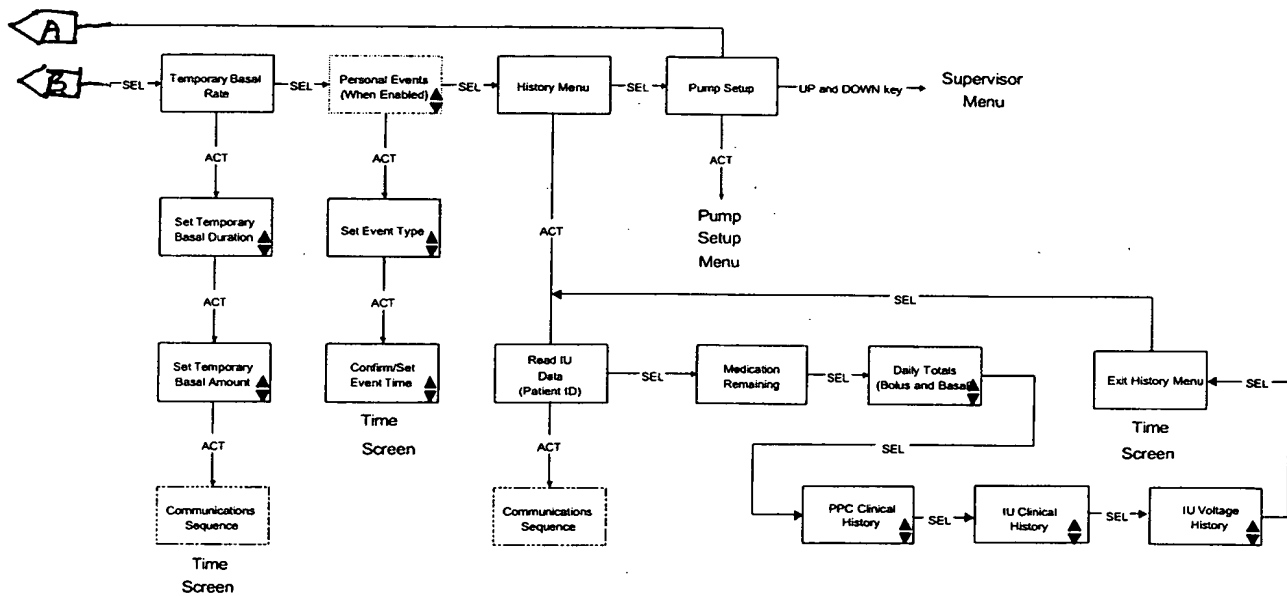 A
B
SEL
Temporary Basal
Rate
SEL
Personal Events
(When Enabled)
SEL
History Menu
SEL
Pump Setup
UP and DOWN key
Supervisor
Menu
ACT
ACT
ACT
ACT
Set Temporary
Basal Duration
Set Event Type
Pump
Setup
Menu
ACT
ACT
SEL
Set Temporary
Basal Amount
Confirm/Set
Event Time
Read IU
Data
(Patient ID)
SEL
Medication
Remaining
SEL
Daily Totals
(Bolus and Basal)
Exit History Menu
SEL
Time
Screen
Time
Screen
ACT
ACT
SEL
Communications
Sequence
Communications
Sequence
PPC Clinical
History
SEL
IU Clinical
History
SEL
IU Voltage
History
Time
Screen